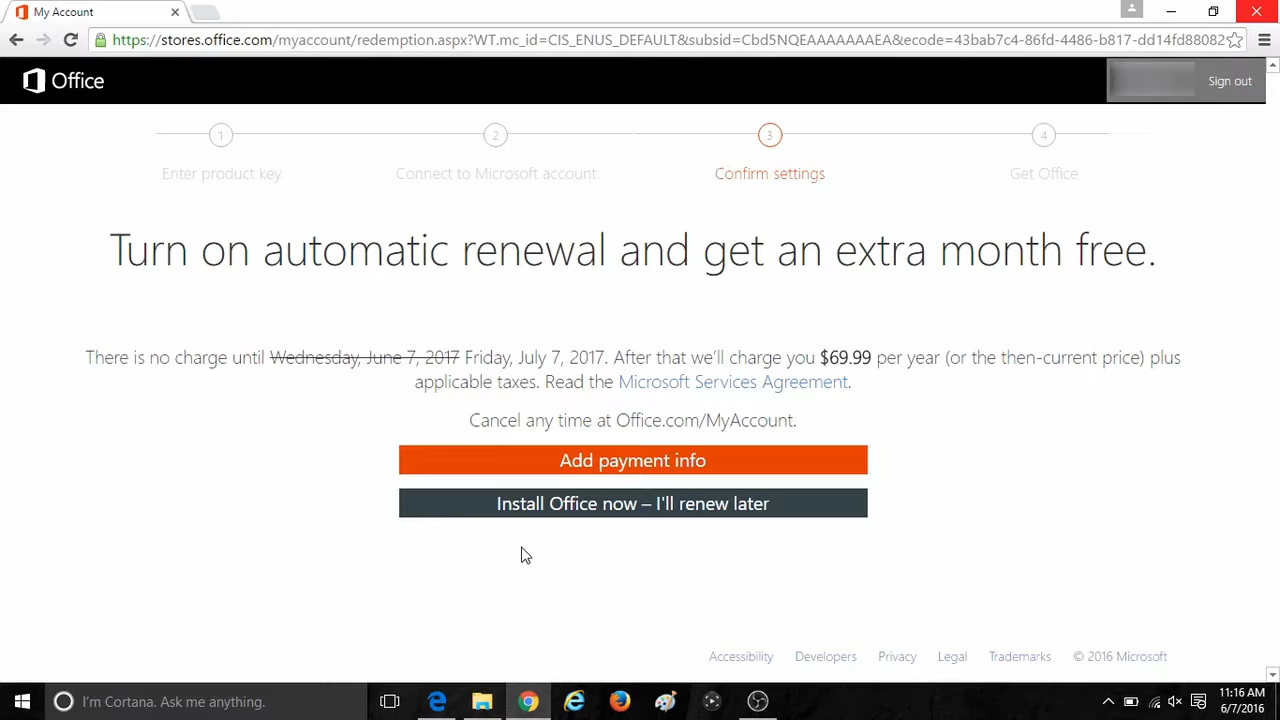 My Account
https://stores.office.com/myaccount/redemption.aspx?WT.mc_id=CIS_ENUS_DEFAULT&subsid=Cbd5NQEAAAAAAAEA&ecode=43bab7c4-86fd-4486-b817-dd14fd88082
Office
Sign out
1 2 3 4
Enter product key Connect to Microsoft account Confirm settings Get Office
Turn on automatic renewal and get an extra month free.
There is no charge until Wednesday, June 7, 2017 Friday, July 7, 2017. After that we'll charge you $69.99 per year (or the then-current price) plus
applicable taxes. Read the Microsoft Services Agreement.
Cancel any time at Office.com/MyAccount.
Add payment info
Install Office now – I'll renew later
Accessibility Developers Privacy Legal Trademarks © 2016 Microsoft
I'm Cortana. Ask me anything.
11:16 AM
6/7/2016